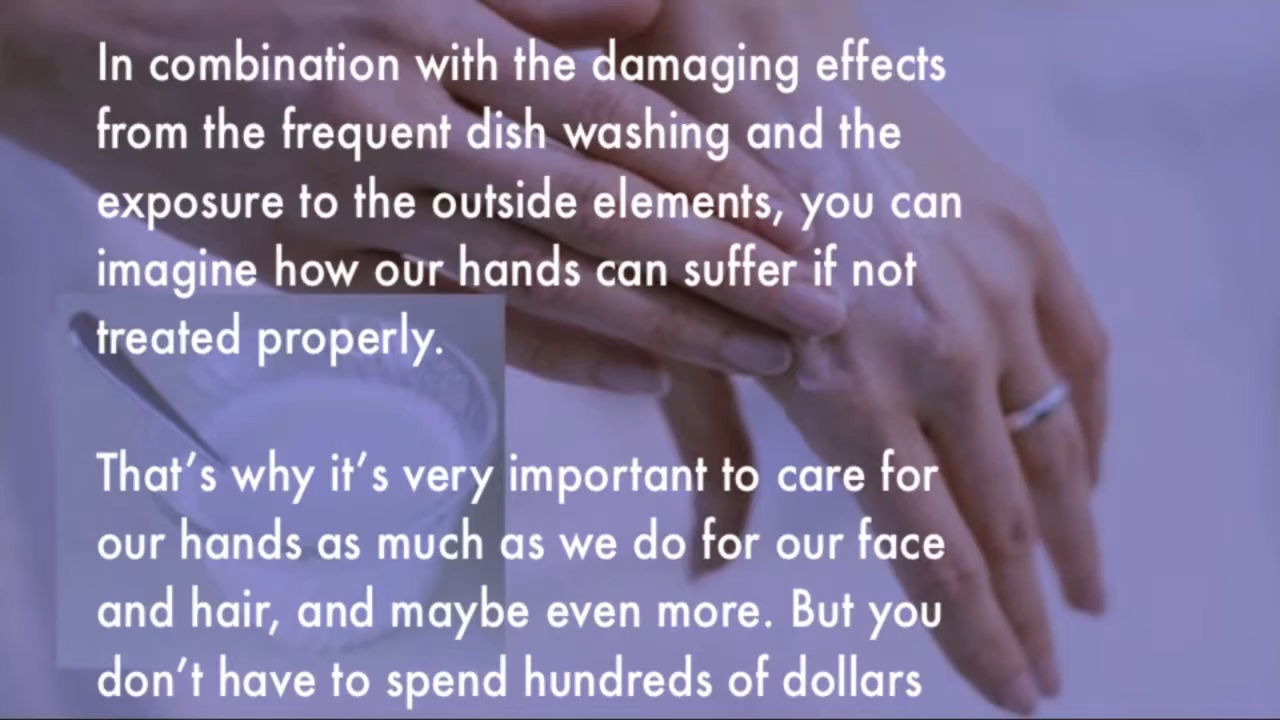 In combination with the damaging effects
from the frequent dish washing and the
exposure to the outside elements, you can
imagine how our hands can suffer if not
treated properly.
That’s why it’s very important to care for
our hands as much as we do for our face
and hair, and maybe even more. But you
don’t have to spend hundreds of dollars